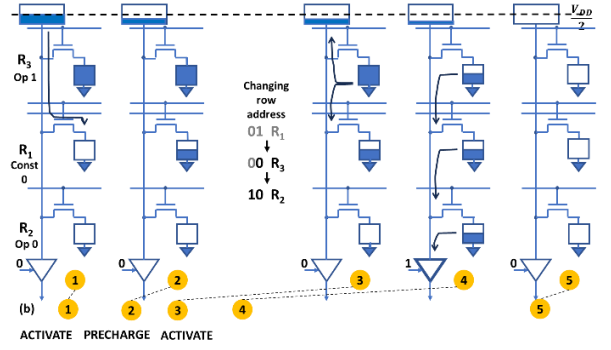 V_DD
2
R₃
Op 1
Changing
row
address
01 R₁
00 R₃
10 R₂
R₁
Const
0
R₂
Op 0
0 0 0 1 0
1 2 3 4 5
(b) 1 2 3 4 5
ACTIVATE PRECHARGE ACTIVATE